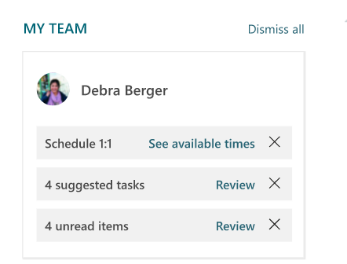 MY TEAM Dismiss all
Debra Berger
Schedule 1:1 See available times
4 suggested tasks Review
4 unread items Review